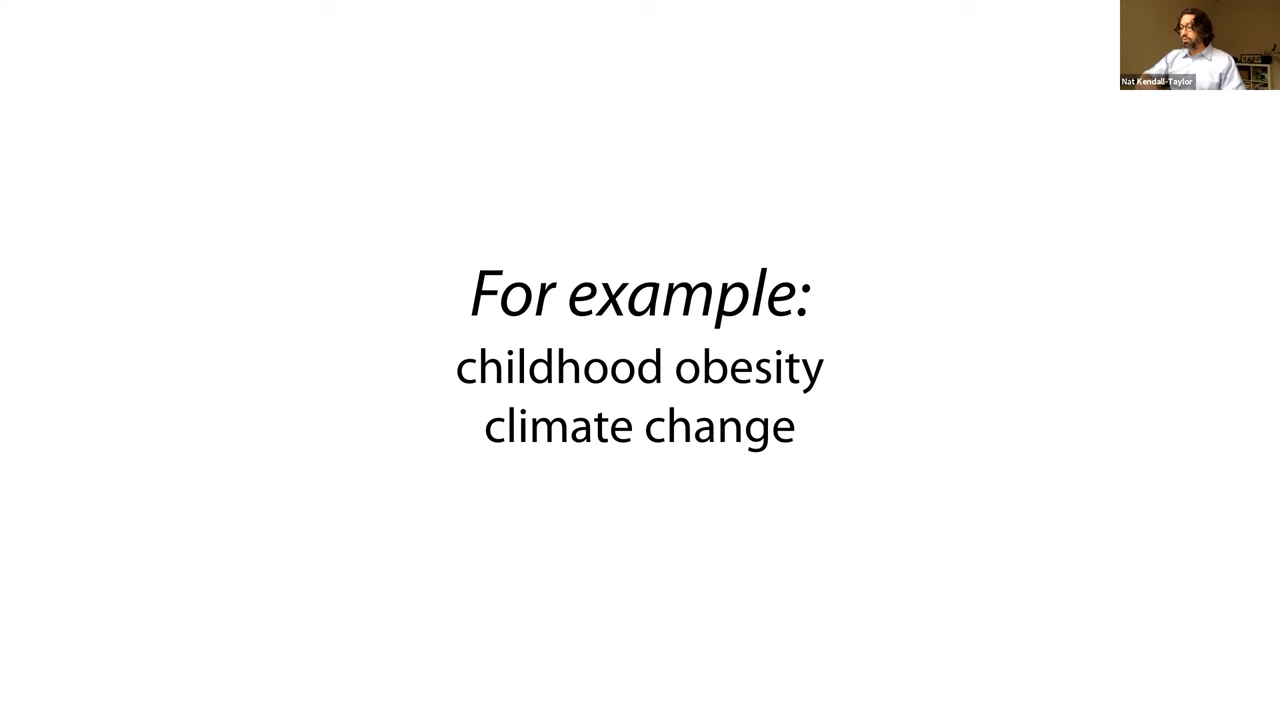 Nat Kendall-Taylor
For example:
childhood obesity
climate change